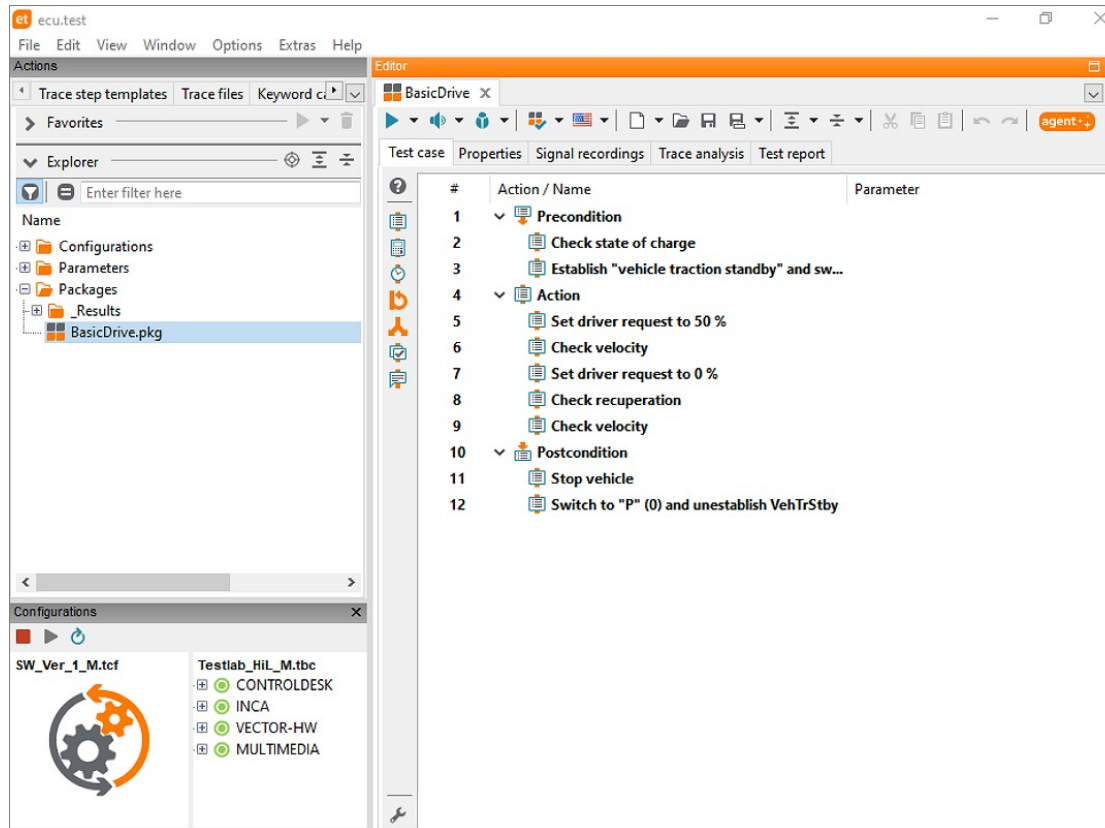 et ecu.test
File Edit View Window Options Extras Help
Actions
Trace step templates Trace files Keyword ca
Favorites
Explorer
Enter filter here
Name
Configurations
Parameters
Packages
_Results
BasicDrive.pkg
Configurations
SW_Ver_1_M.tcf
Testlab_HiL_M.tbc
CONTROLDESK
INCA
VECTOR-HW
MULTIMEDIA
Editor
BasicDrive
agent
Test case Properties Signal recordings Trace analysis Test report
# Action / Name Parameter
1 Precondition
2 Check state of charge
3 Establish "vehicle traction standby" and sw...
4 Action
5 Set driver request to 50 %
6 Check velocity
7 Set driver request to 0 %
8 Check recuperation
9 Check velocity
10 Postcondition
11 Stop vehicle
12 Switch to "P" (0) and unestablish VehTrStby